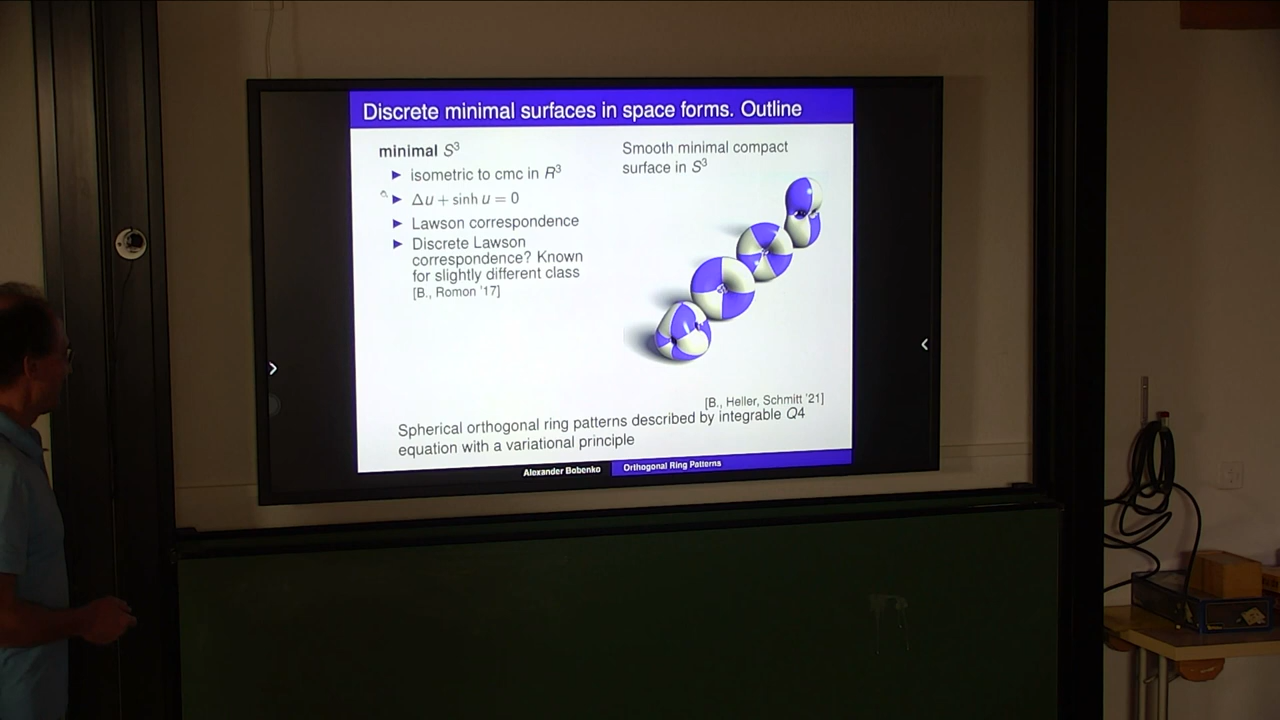 Discrete minimal surfaces in space forms. Outline
minimal S³
► isometric to cmc in R³
► Δu + sinh u = 0
► Lawson correspondence
► Discrete Lawson
correspondence? Known
for slightly different class
[B., Romon '17]
Smooth minimal compact
surface in S³
[B., Heller, Schmitt '21]
Spherical orthogonal ring patterns described by integrable Q4
equation with a variational principle
Alexander Bobenko
Orthogonal Ring Patterns